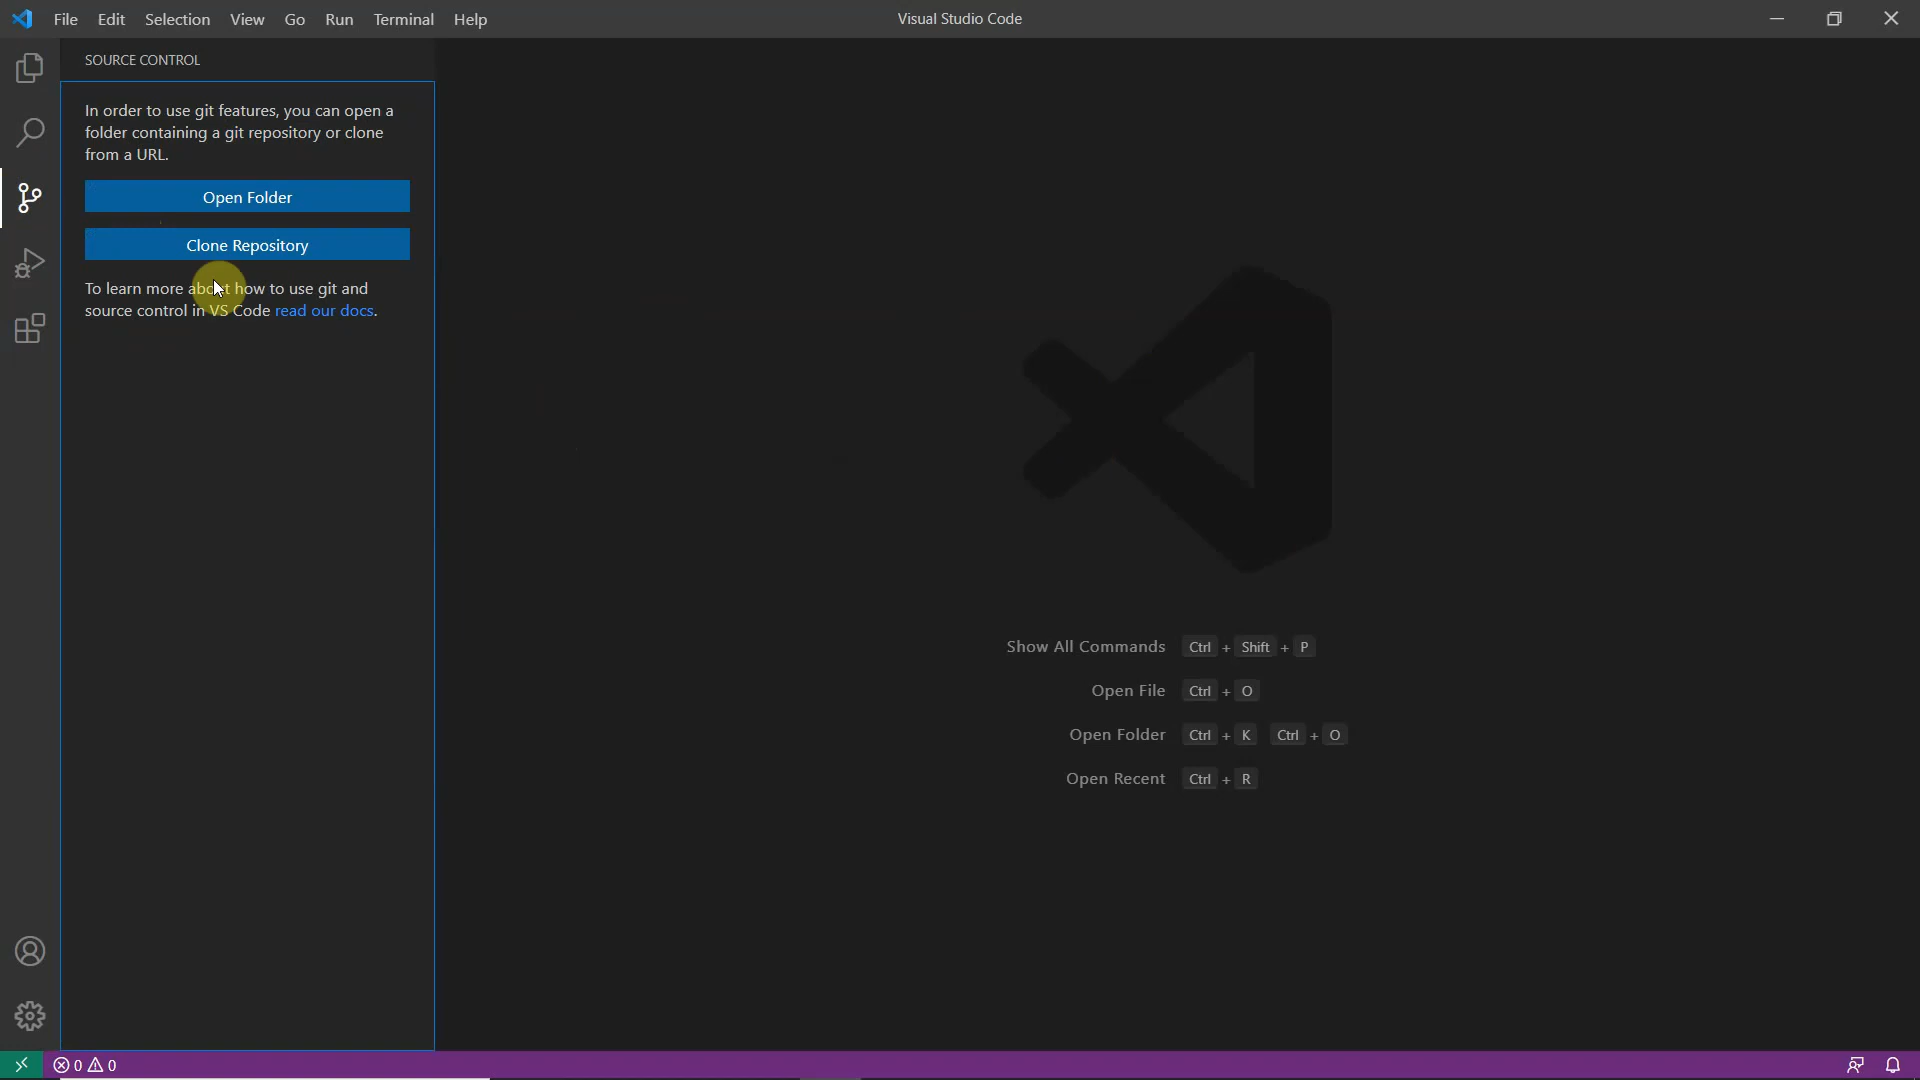 File Edit Selection View Go Run Terminal Help
Visual Studio Code
SOURCE CONTROL
In order to use git features, you can open a
folder containing a git repository or clone
from a URL.
Open Folder
Clone Repository
To learn more about how to use git and
source control in VS Code read our docs.
Show All Commands Ctrl + Shift + P
Open File Ctrl + O
Open Folder Ctrl + K Ctrl + O
Open Recent Ctrl + R
0 0